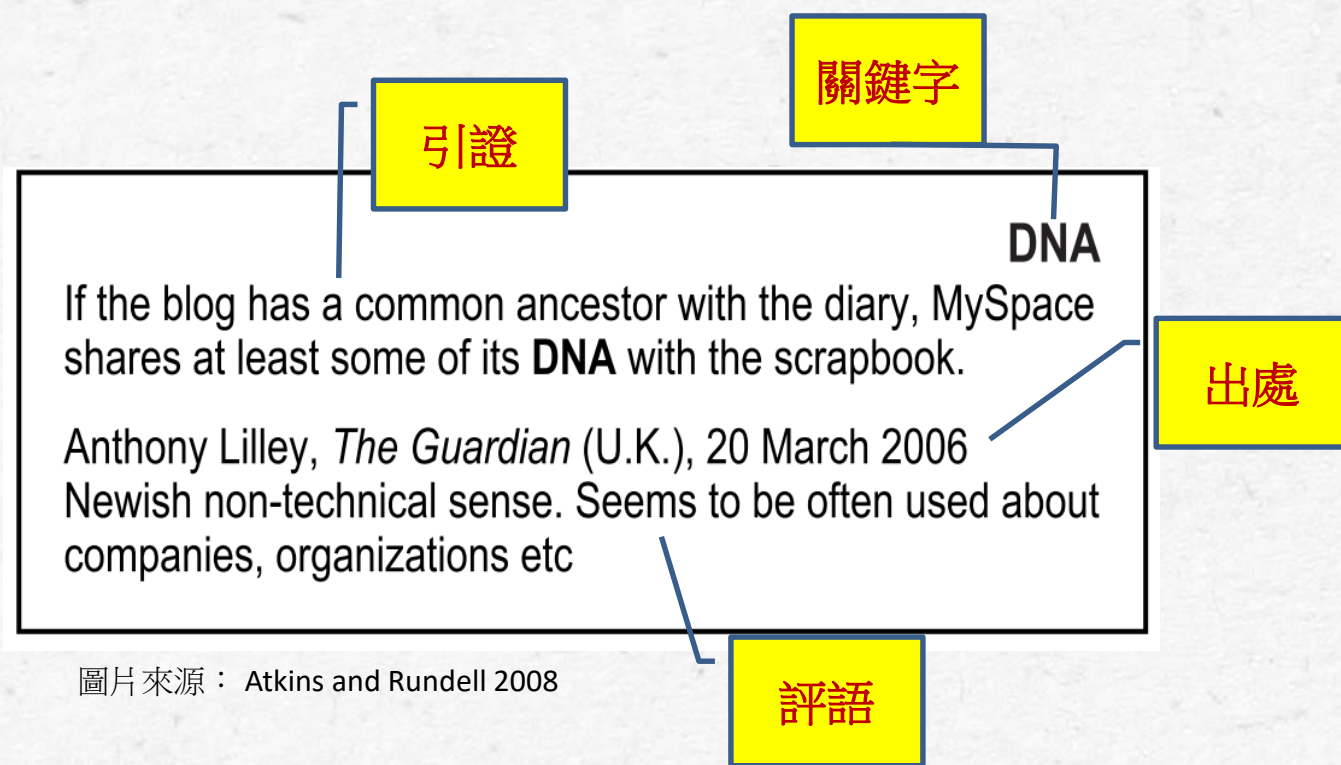 關鍵字
引證
DNA
If the blog has a common ancestor with the diary, MySpace
shares at least some of its DNA with the scrapbook.
出處
Anthony Lilley, The Guardian (U.K.), 20 March 2006
Newish non-technical sense. Seems to be often used about
companies, organizations etc
圖片來源： Atkins and Rundell 2008
評語